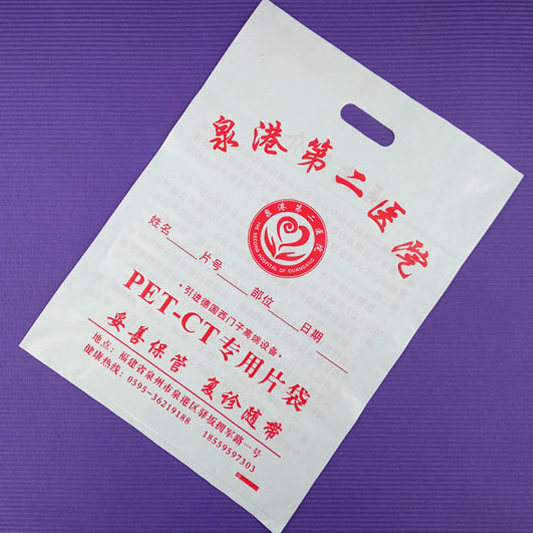 泉港第二医院
泉港第二医院
THE SECOND HOSPITAL OF QUANGANG
姓名 片号 部位 日期
•引进德国西门子高端设备•
PET-CT专用片袋
妥善保管 复诊随带
地点：福建省泉州市泉港区驿坂拥军路一号
健康热线：0595-36219188 18559597303